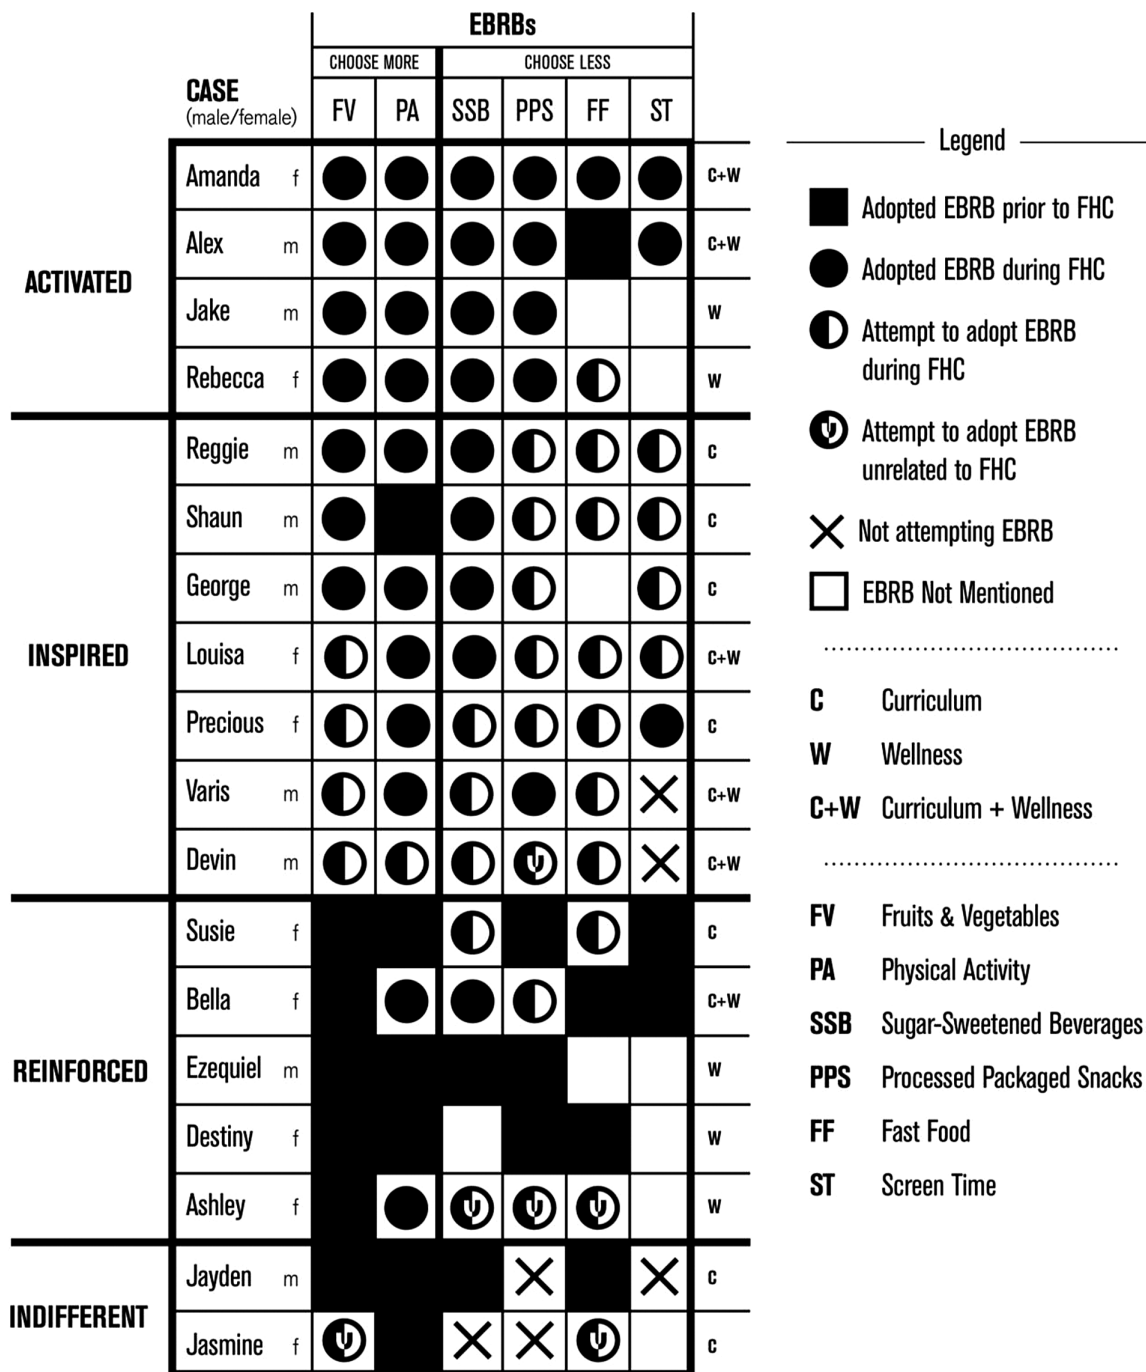 EBRBs
CHOOSE MORE CHOOSE LESS
CASE
(male/female) FV PA SSB PPS FF ST
ACTIVATED
Amanda f C+W
Alex m C+W
Jake m W
Rebecca f W
INSPIRED
Reggie m C
Shaun m C
George m C
Louisa f C+W
Precious f C
Varis m C+W
Devin m C+W
REINFORCED
Susie f C
Bella f C+W
Ezequiel m W
Destiny f W
Ashley f W
INDIFFERENT
Jayden m C
Jasmine f C
Legend
Adopted EBRB prior to FHC
Adopted EBRB during FHC
Attempt to adopt EBRB
during FHC
Attempt to adopt EBRB
unrelated to FHC
Not attempting EBRB
EBRB Not Mentioned
C Curriculum
W Wellness
C+W Curriculum + Wellness
FV Fruits & Vegetables
PA Physical Activity
SSB Sugar-Sweetened Beverages
PPS Processed Packaged Snacks
FF Fast Food
ST Screen Time